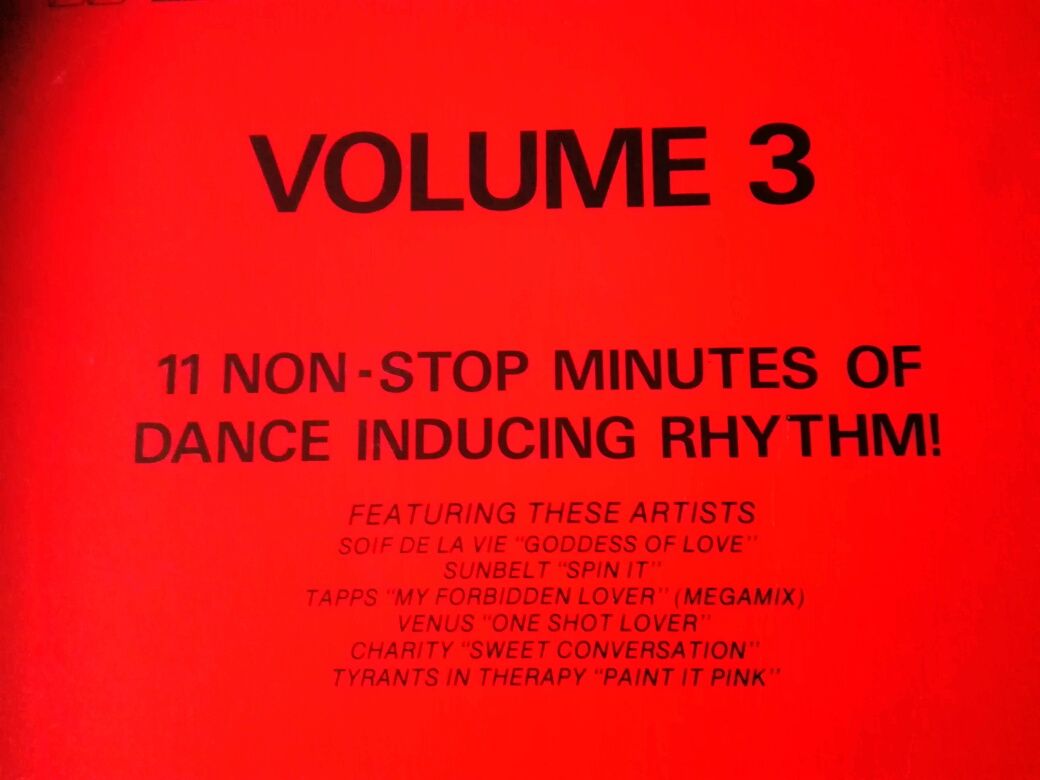 VOLUME 3
11 NON-STOP MINUTES OF
DANCE INDUCING RHYTHM!
FEATURING THESE ARTISTS
SOIF DE LA VIE "GODDESS OF LOVE"
SUNBELT "SPIN IT"
TAPPS "MY FORBIDDEN LOVER" (MEGAMIX)
VENUS "ONE SHOT LOVER"
CHARITY "SWEET CONVERSATION"
TYRANTS IN THERAPY "PAINT IT PINK"